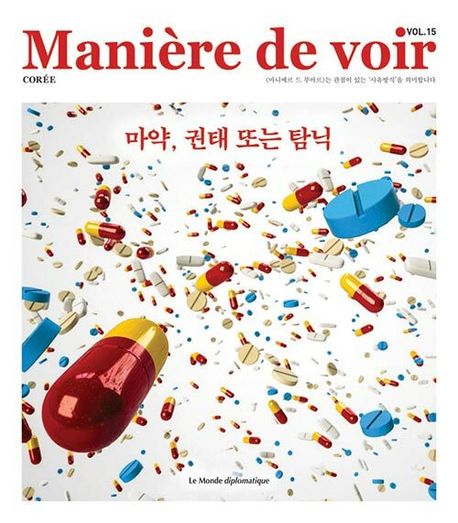 VOL.15
Manière de voir
CORÉE
《마니에르 드 부아르》는 관점이 있는 '사유방식'을 의미합니다
마약, 권태 또는 탐닉
Le Monde diplomatique